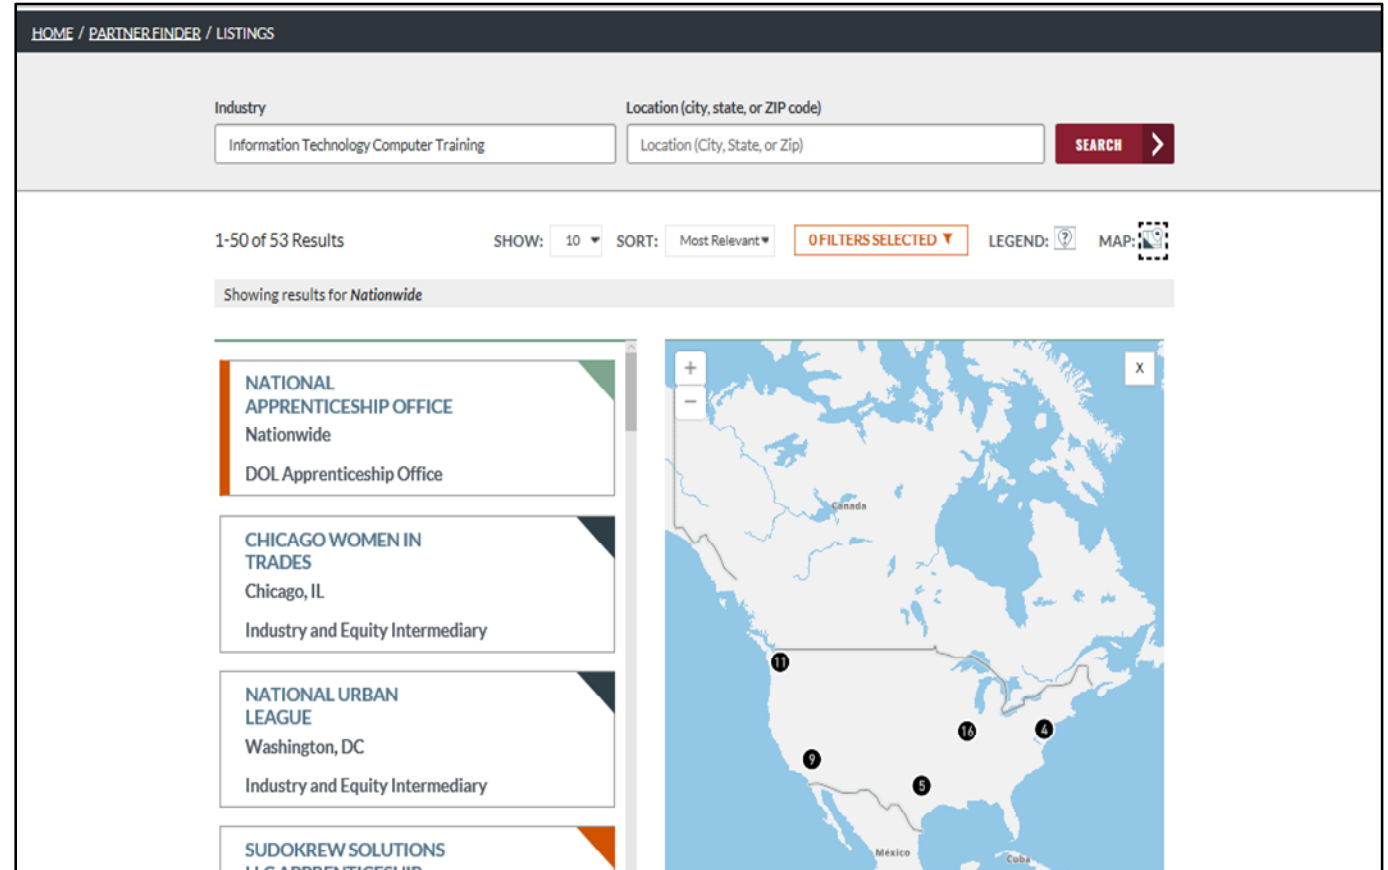 HOME / PARTNER FINDER / LISTINGS
Industry
Location (city, state, or ZIP code)
Information Technology Computer Training
Location (City, State, or Zip)
SEARCH
1-50 of 53 Results
SHOW: 10
SORT: Most Relevant
0 FILTERS SELECTED
LEGEND: ?
MAP:
Showing results for Nationwide
NATIONAL
APPRENTICESHIP OFFICE
Nationwide
DOL Apprenticeship Office
CHICAGO WOMEN IN
TRADES
Chicago, IL
Industry and Equity Intermediary
NATIONAL URBAN
LEAGUE
Washington, DC
Industry and Equity Intermediary
SUDOKREW SOLUTIONS
LLC APPRENTICESHIP
+
−
X
Canada
11
16
4
9
5
México
Cuba